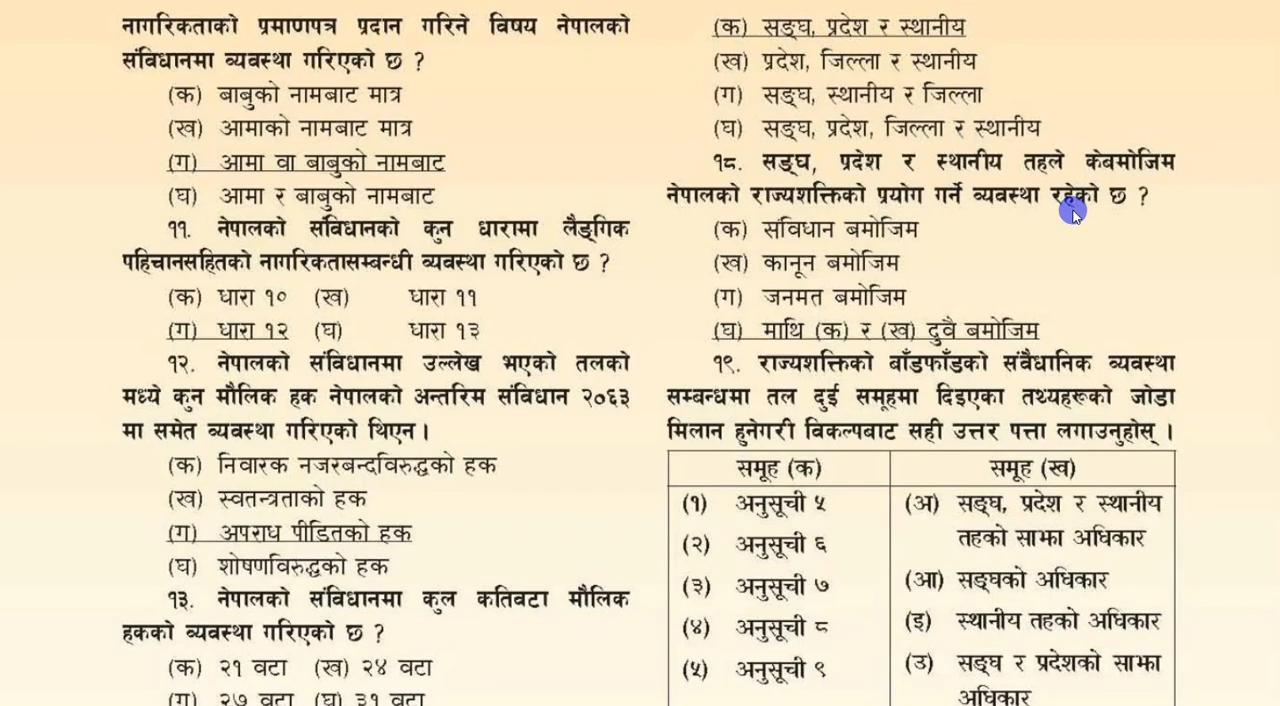 नागरिकताको प्रमाणपत्र प्रदान गरिने विषय नेपालको
संविधानमा व्यवस्था गरिएको छ ?
(क) बाबुको नामबाट मात्र
(ख) आमाको नामबाट मात्र
(ग) आमा वा बाबुको नामबाट
(घ) आमा र बाबुको नामबाट
११. नेपालको संविधानको कुन धारामा लैङ्गिक
पहिचानसहितको नागरिकतासम्बन्धी व्यवस्था गरिएको छ ?
(क) धारा १० (ख) धारा ११
(ग) धारा १२ (घ) धारा १३
१२. नेपालको संविधानमा उल्लेख भएको तलको
मध्ये कुन मौलिक हक नेपालको अन्तरिम संविधान २०६३
मा समेत व्यवस्था गरिएको थिएन ।
(क) निवारक नजरबन्दविरुद्धको हक
(ख) स्वतन्त्रताको हक
(ग) अपराध पीडितको हक
(घ) शोषणविरुद्धको हक
१३. नेपालको संविधानमा कुल कतिवटा मौलिक
हकको व्यवस्था गरिएको छ ?
(क) २१ वटा (ख) २४ वटा
(ग) २७ वटा (घ) ३१ वटा
(क) सङ्घ, प्रदेश र स्थानीय
(ख) प्रदेश, जिल्ला र स्थानीय
(ग) सङ्घ, स्थानीय र जिल्ला
(घ) सङ्घ, प्रदेश, जिल्ला र स्थानीय
१८. सङ्घ, प्रदेश र स्थानीय तहले केबमोजिम
नेपालको राज्यशक्तिको प्रयोग गर्ने व्यवस्था रहेको छ ?
(क) संविधान बमोजिम
(ख) कानून बमोजिम
(ग) जनमत बमोजिम
(घ) माथि (क) र (ख) दुवै बमोजिम
१९. राज्यशक्तिको बाँडफाँडको संवैधानिक व्यवस्था
सम्बन्धमा तल दुई समूहमा दिइएका तथ्यहरूको जोडा
मिलान हुनेगरी विकल्पबाट सही उत्तर पत्ता लगाउनुहोस् ।
समूह (क) समूह (ख)
(१) अनुसूची ५
(२) अनुसूची ६
(३) अनुसूची ७
(४) अनुसूची ८
(५) अनुसूची ९
(अ) सङ्घ, प्रदेश र स्थानीय
तहको साझा अधिकार
(आ) सङ्घको अधिकार
(इ) स्थानीय तहको अधिकार
(उ) सङ्घ र प्रदेशको साझा
अधिकार